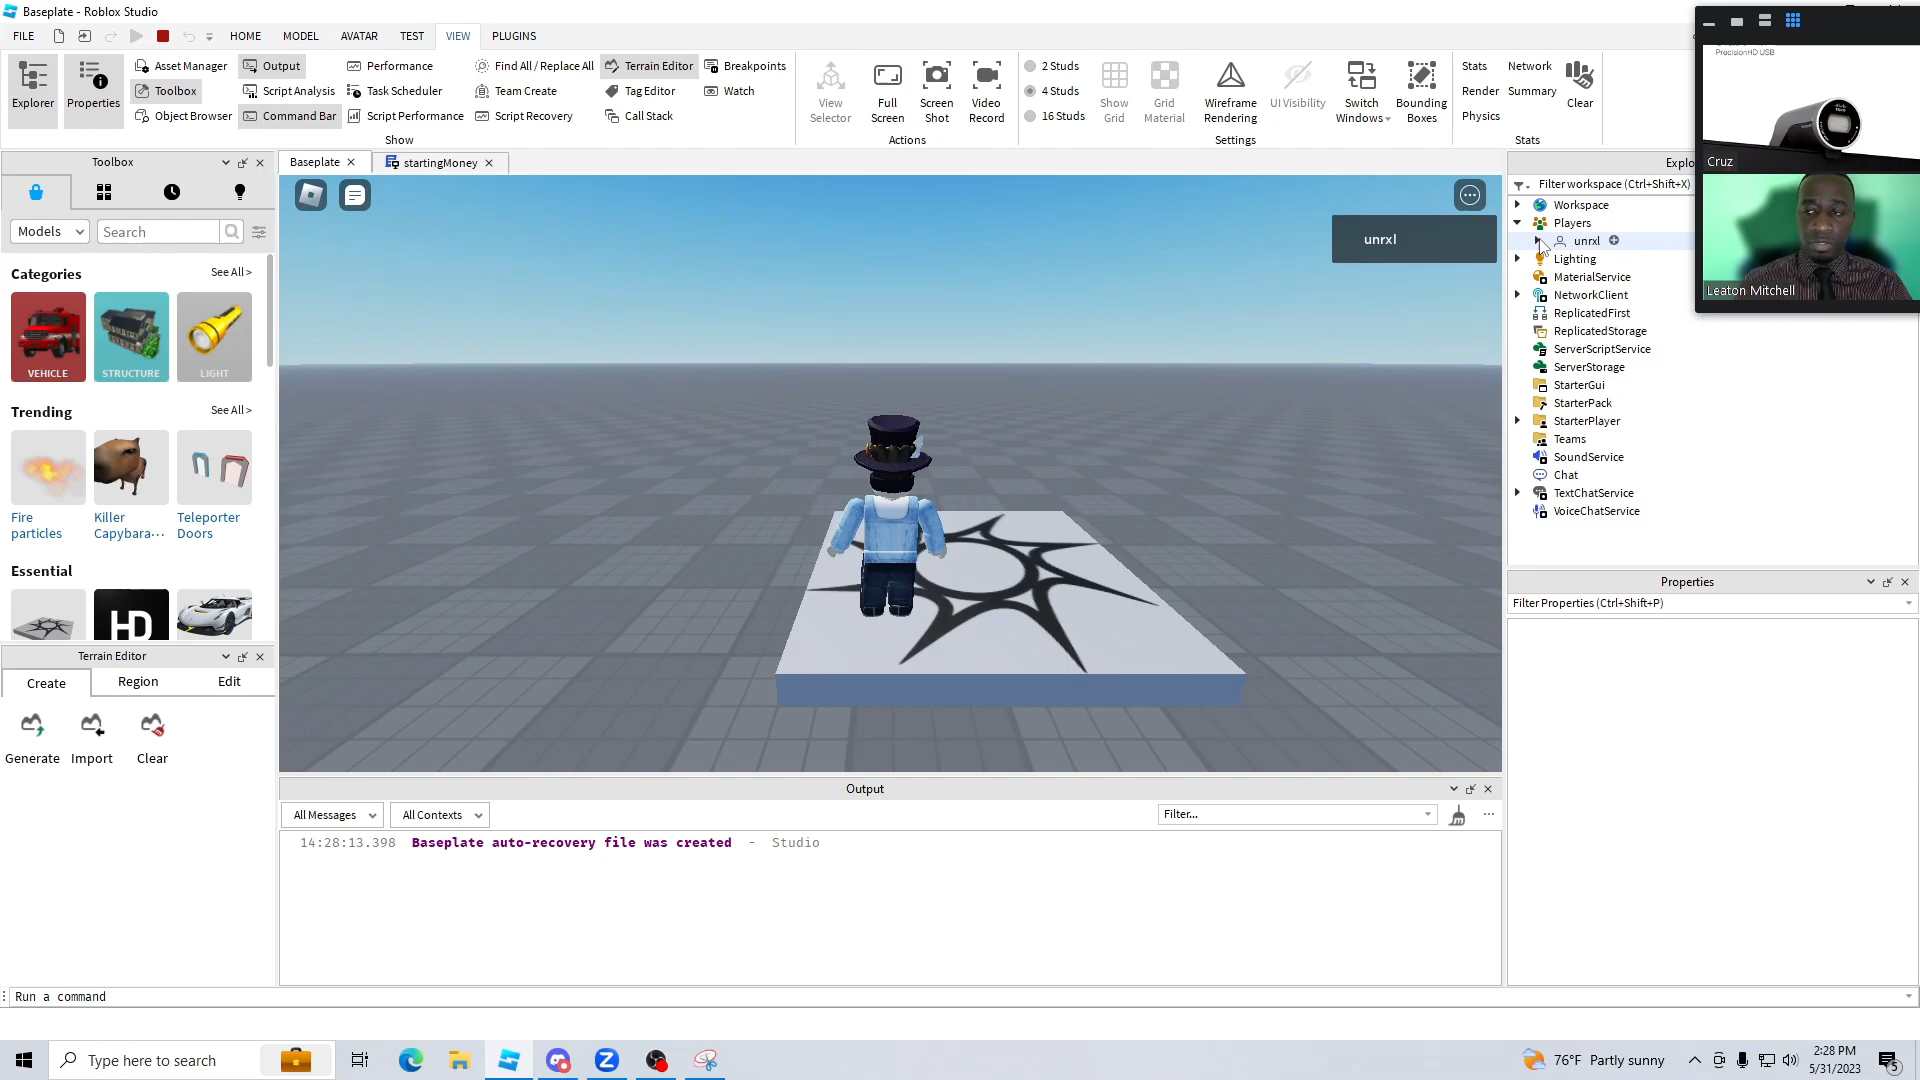 Baseplate - Roblox Studio
FILE HOME MODEL AVATAR TEST VIEW PLUGINS
Explorer
Properties
Asset Manager
Toolbox
Object Browser
Output
Script Analysis
Command Bar
Performance
Task Scheduler
Script Performance
Find All / Replace All
Team Create
Script Recovery
Terrain Editor
Tag Editor
Call Stack
Breakpoints
Watch
Show
View
Selector
Full
Screen
Screen
Shot
Video
Record
Actions
2 Studs
4 Studs
16 Studs
Show
Grid
Grid
Material
Wireframe
Rendering
UI Visibility
Switch
Windows
Bounding
Boxes
Settings
Stats
Render
Physics
Network
Summary
Clear
Stats
PrecisionHD USB
Cruz
Leaton Mitchell
Toolbox
Models
Search
Categories See All >
VEHICLE STRUCTURE LIGHT
Trending See All >
Fire
particles
Killer
Capybara...
Teleporter
Doors
Essential
HD
Terrain Editor
Create Region Edit
Generate Import Clear
Baseplate startingMoney
unrxl
Output
All Messages All Contexts Filter...
14:28:13.398 Baseplate auto-recovery file was created - Studio
Explo
Filter workspace (Ctrl+Shift+X)
Workspace
Players
unrxl
Lighting
MaterialService
NetworkClient
ReplicatedFirst
ReplicatedStorage
ServerScriptService
ServerStorage
StarterGui
StarterPack
StarterPlayer
Teams
SoundService
Chat
TextChatService
VoiceChatService
Properties
Filter Properties (Ctrl+Shift+P)
Run a command
Type here to search
76°F Partly sunny
2:28 PM
5/31/2023
5